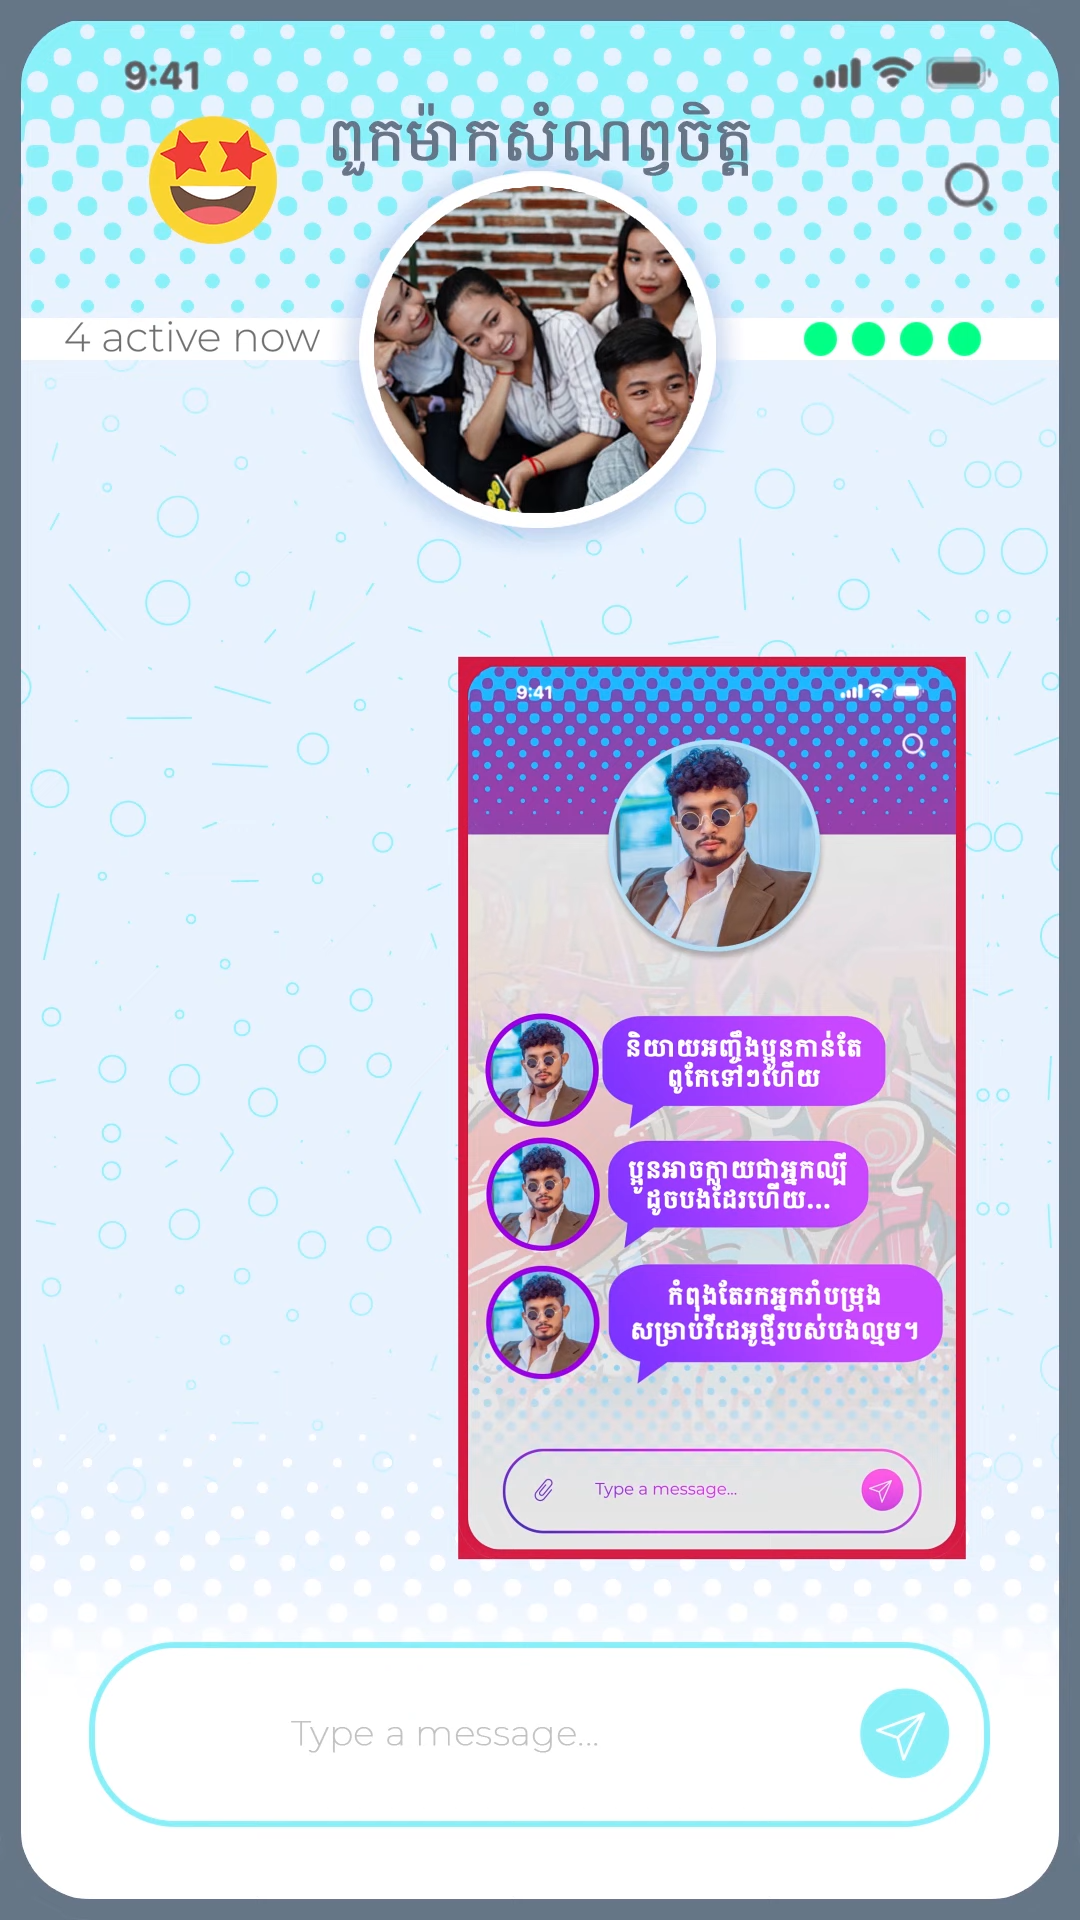 9:41
ពួកម៉ាកសំណព្វចិត្ត
4 active now
9:41
និយាយអញ្ចឹងប្អូនកាន់តែ
ពូកែទៅៗហើយ
ប្អូនអាចក្លាយជាអ្នកល្បី
ដូចបងដែរហើយ...
កំពុងតែរកអ្នករាំបម្រុង
សម្រាប់វីដេអូថ្មីរបស់បងល្មម។
Type a message...
Type a message...